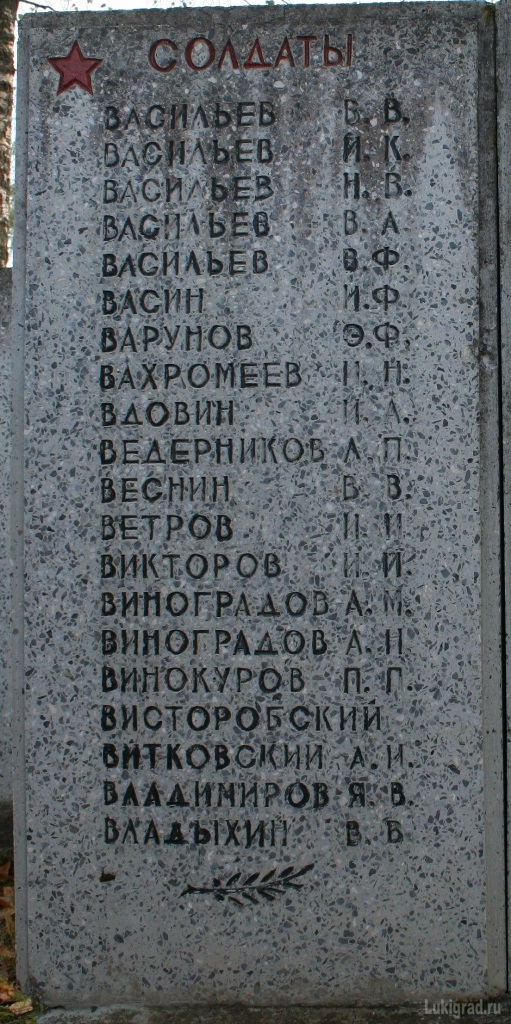 СОЛДАТЫ
ВАСИЛЬЕВ Б. В.
ВАСИЛЬЕВ И. К.
ВАСИЛЬЕВ Н. В.
ВАСИЛЬЕВ В. А
ВАСИЛЬЕВ В. Ф.
ВАСИН И. Ф
ВАРУНОВ Э. Ф.
ВАХРОМЕЕВ
ВДОВИН
ВЕДЕРНИКОВ А. П.
ВЕСНИН В В.
ВЕТРОВ
ВИКТОРОВ И. И.
ВИНОГРАДОВ А. М.
ВИНОГРАДОВ А. Н
ВИНОКУРОВ П. Г.
ВИСТОРОБСКИЙ
ВИТКОВСКИЙ А. И.
ВЛАДИМИРОВ Я. В.
ВЛАДЫХИН В. Б
Lukigrad.ru